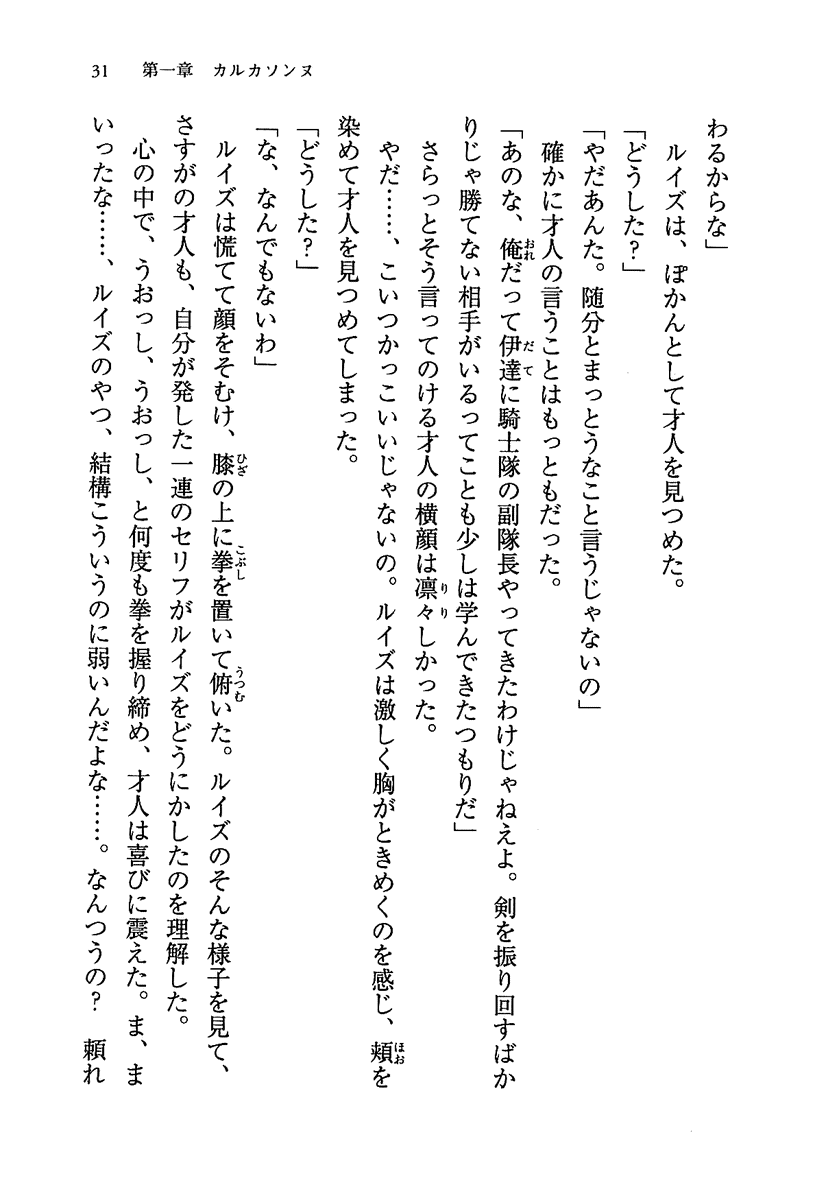 31　第一章　カルカソンヌ
わるからな」
　ルイズは、ぽかんとして才人を見つめた。
「どうした？」
「やだあんた。随分とまっとうなこと言うじゃないの」
　確かに才人の言うことはもっともだった。
「あのな、俺だって伊達に騎士隊の副隊長やってきたわけじゃねえよ。剣を振り回すばか
りじゃ勝てない相手がいるってことも少しは学んできたつもりだ」
　さらっとそう言ってのける才人の横顔は凛々しかった。
　やだ……、こいつかっこいいじゃないの。ルイズは激しく胸がときめくのを感じ、頬を
染めて才人を見つめてしまった。
「どうした？」
「な、なんでもないわ」
　ルイズは慌てて顔をそむけ、膝の上に拳を置いて俯いた。ルイズのそんな様子を見て、
さすがの才人も、自分が発した一連のセリフがルイズをどうにかしたのを理解した。
　心の中で、うおっし、うおっし、と何度も拳を握り締め、才人は喜びに震えた。ま、ま
いったな……、ルイズのやつ、結構こういうのに弱いんだよな……。なんつうの？　頼れ